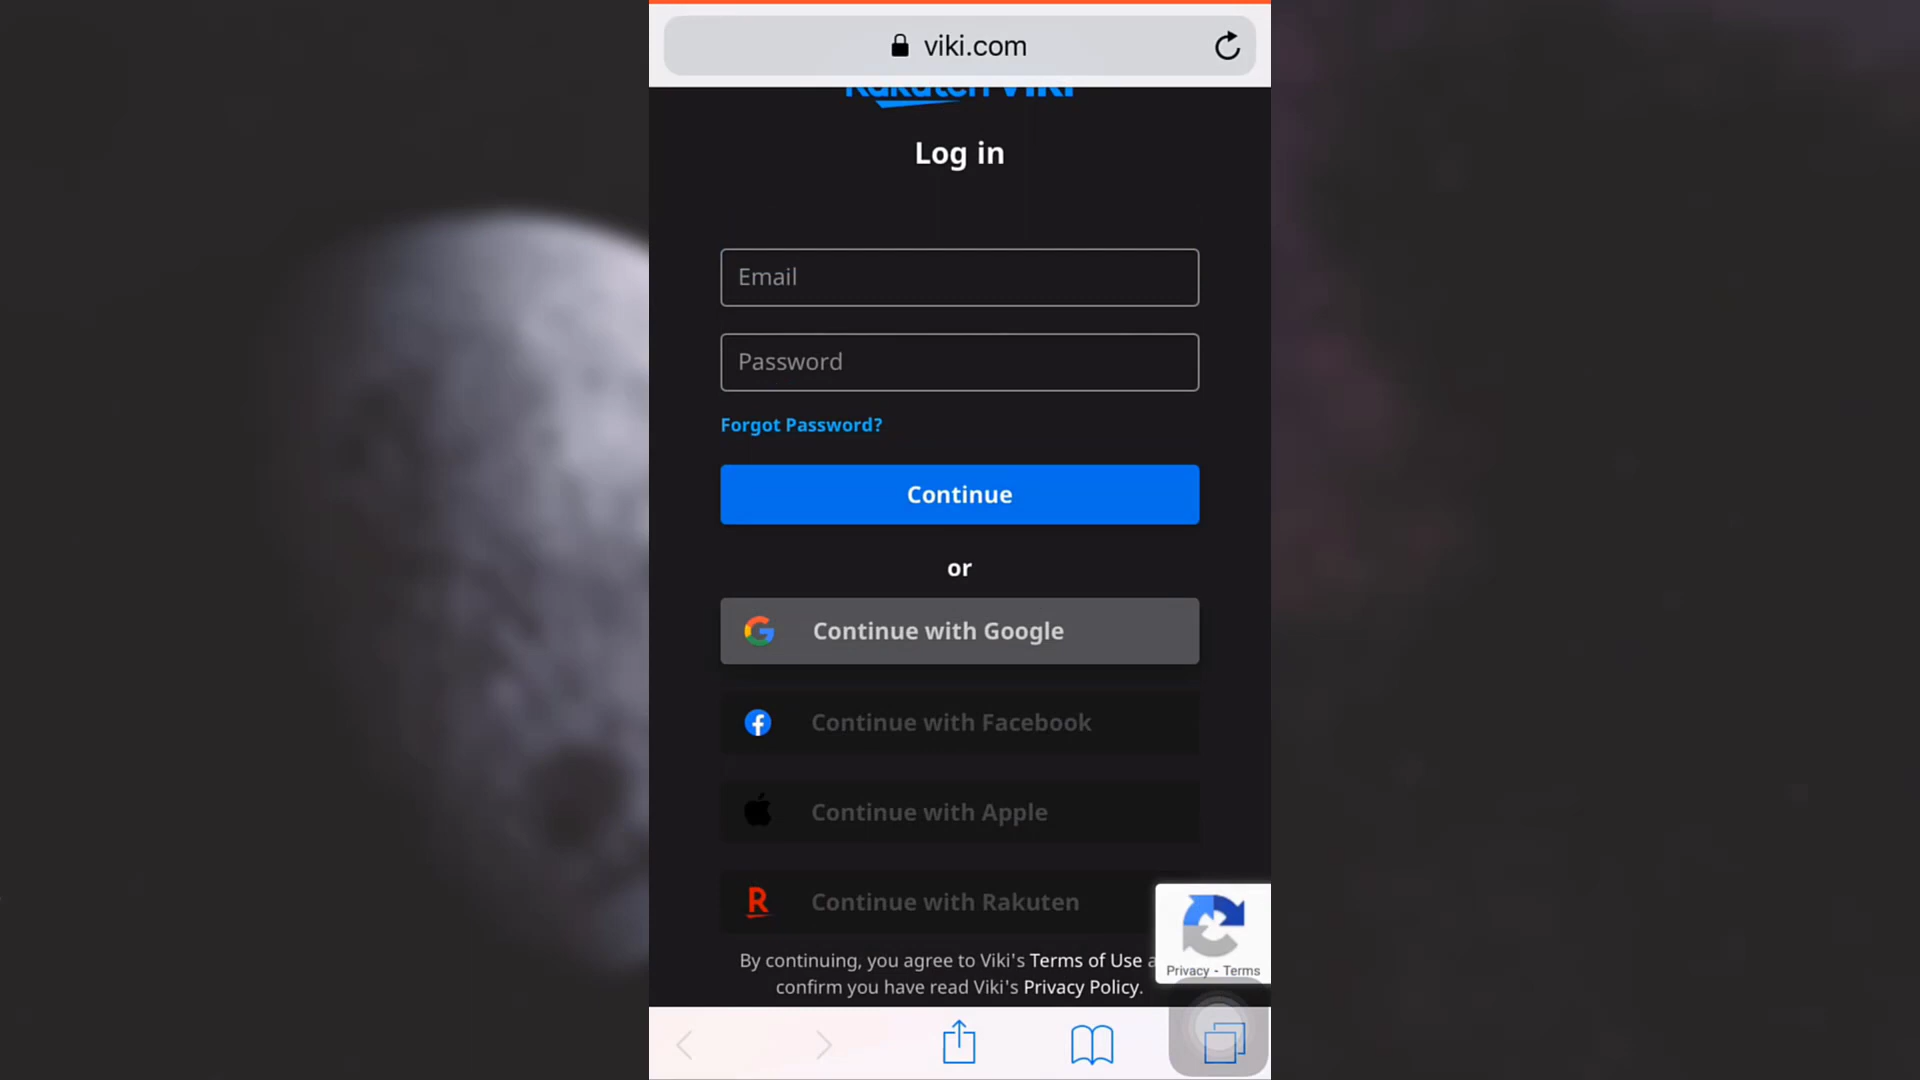 viki.com
Rakuten VIKI
Log in
Email
Password
Forgot Password?
Continue
or
Continue with Google
Continue with Facebook
Continue with Apple
R
Continue with Rakuten
By continuing, you agree to Viki's Terms of Use
confirm you have read Viki's Privacy Policy.
Privacy - Terms